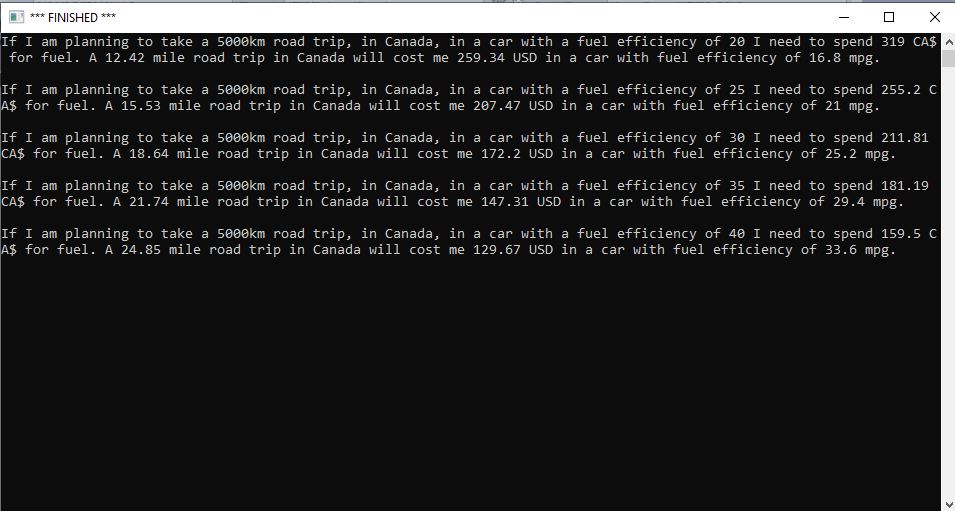 *** FINISHED ***
If I am planning to take a 5000km road trip, in Canada, in a car with a fuel efficiency of 20 I need to spend 319 CA$
for fuel. A 12.42 mile road trip in Canada will cost me 259.34 USD in a car with fuel efficiency of 16.8 mpg.
If I am planning to take a 5000km road trip, in Canada, in a car with a fuel efficiency of 25 I need to spend 255.2 C
A$ for fuel. A 15.53 mile road trip in Canada will cost me 207.47 USD in a car with fuel efficiency of 21 mpg.
If I am planning to take a 5000km road trip, in Canada, in a car with a fuel efficiency of 30 I need to spend 211.81
CA$ for fuel. A 18.64 mile road trip in Canada will cost me 172.2 USD in a car with fuel efficiency of 25.2 mpg.
If I am planning to take a 5000km road trip, in Canada, in a car with a fuel efficiency of 35 I need to spend 181.19
CA$ for fuel. A 21.74 mile road trip in Canada will cost me 147.31 USD in a car with fuel efficiency of 29.4 mpg.
If I am planning to take a 5000km road trip, in Canada, in a car with a fuel efficiency of 40 I need to spend 159.5 C
A$ for fuel. A 24.85 mile road trip in Canada will cost me 129.67 USD in a car with fuel efficiency of 33.6 mpg.